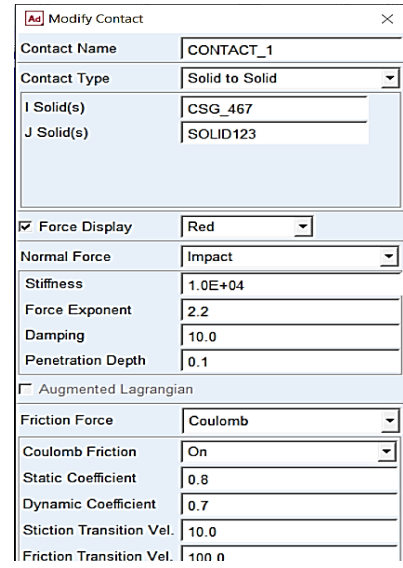 Ad Modify Contact
Contact Name CONTACT_1
Contact Type Solid to Solid
I Solid(s) CSG_467
J Solid(s) SOLID123
Force Display Red
Normal Force Impact
Stiffness 1.0E+04
Force Exponent 2.2
Damping 10.0
Penetration Depth 0.1
Augmented Lagrangian
Friction Force Coulomb
Coulomb Friction On
Static Coefficient 0.8
Dynamic Coefficient 0.7
Stiction Transition Vel. 10.0
Friction Transition Vel. 100.0